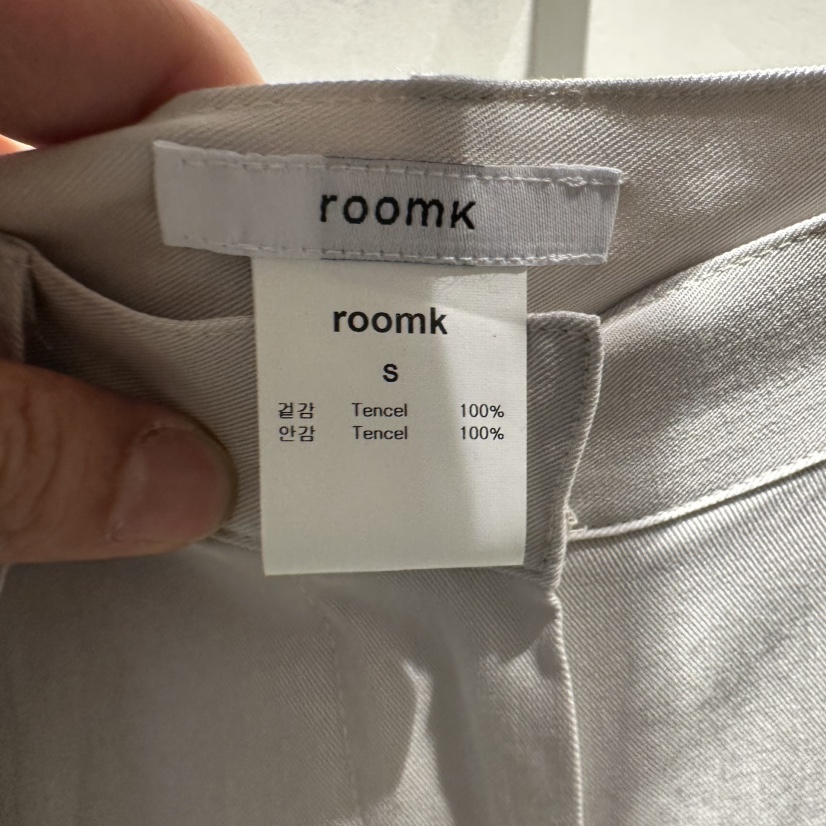 roomk
roomk
S
겉감 Tencel 100%
안감 Tencel 100%